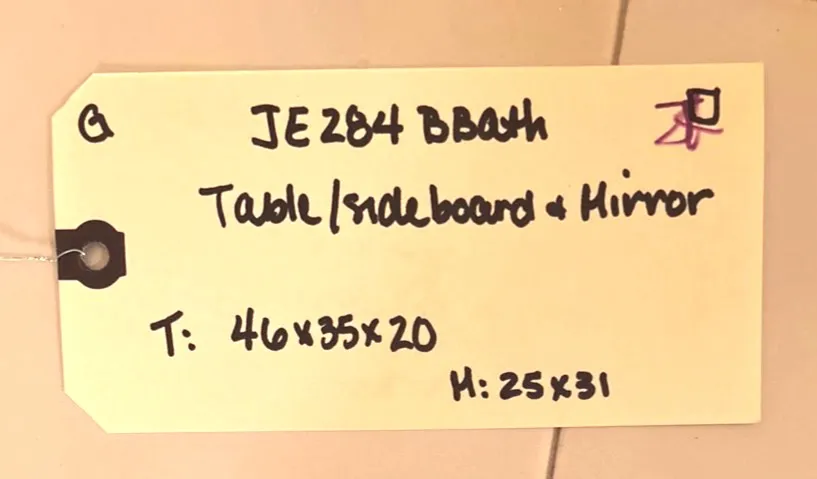 Q JE284 BBath
Table/sideboard & Mirror
T: 46x35x20
M: 25x31